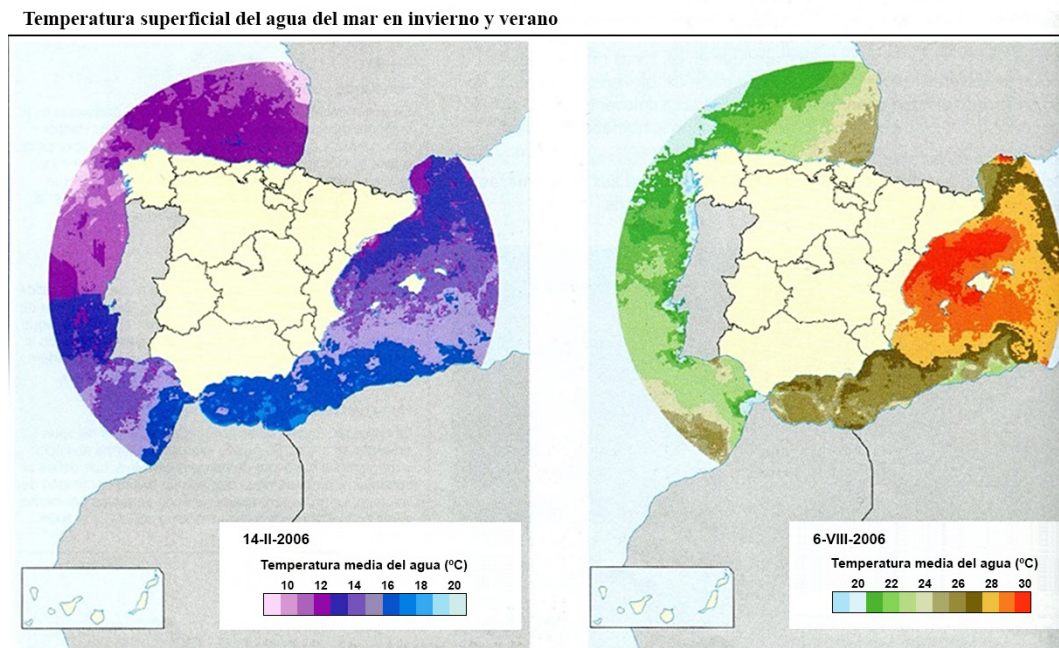 Temperatura superficial del agua del mar en invierno y verano
14-II-2006
Temperatura media del agua (ºC)
10 12 14 16 18 20
6-VIII-2006
Temperatura media del agua (ºC)
20 22 24 26 28 30